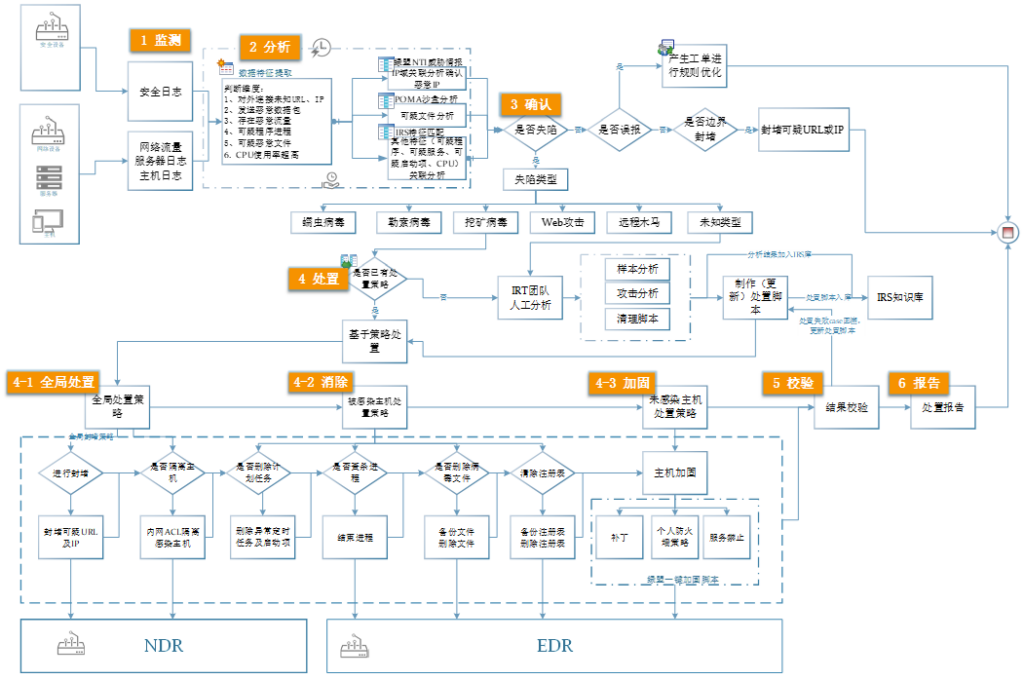 安全设备
网络设备
服务器
主机
1 监测
安全日志
网络流量
服务器日志
主机日志
2 分析
数据特征提取
判断维度:
1、对外连接未知URL、IP
2、发送恶意数据包
3、存在恶意流量
4、可疑程序进程
5、可疑恶意文件
6、CPU使用率超高
绿盟NTI威胁情报
IP域关联分析确认
恶意IP
POMA沙盒分析
可疑文件分析
IRS特征匹配
其他特征(可疑程
序、可疑服务、可
疑启动项、CPU)
关联分析
3 确认
是否失陷
否
是否误报
否
是否边界
封堵
是
封堵可疑URL或IP
是
产生工单进
行规则优化
是
失陷类型
蠕虫病毒
勒索病毒
挖矿病毒
Web攻击
远程木马
未知类型
4 处置
是否已有处
置策略
否
是
IRT团队
人工分析
样本分析
攻击分析
清理脚本
分析结果加入IRS库
制作(更
新)处置脚
本
处置脚本入库
IRS知识库
处置失败case回溯,
更新处置脚本
基于策略处
置
4-1 全局处置
全局处置策
略
4-2 消除
被感染主机处
置策略
4-3 加固
未感染主机
处置策略
5 校验
结果校验
6 报告
处置报告
全局封堵策略
进行封堵
是否隔离主
机
是否删除计
划任务
是否查杀进
程
是否删除病
毒文件
清除注册表
主机加固
封堵可疑URL
及IP
内网ACL隔离
感染主机
删除异常定时
任务及启动项
结束进程
备份文件
删除文件
备份注册表
删除注册表
补丁
个人防火
墙策略
服务禁止
绿盟一键加固脚本
NDR
EDR